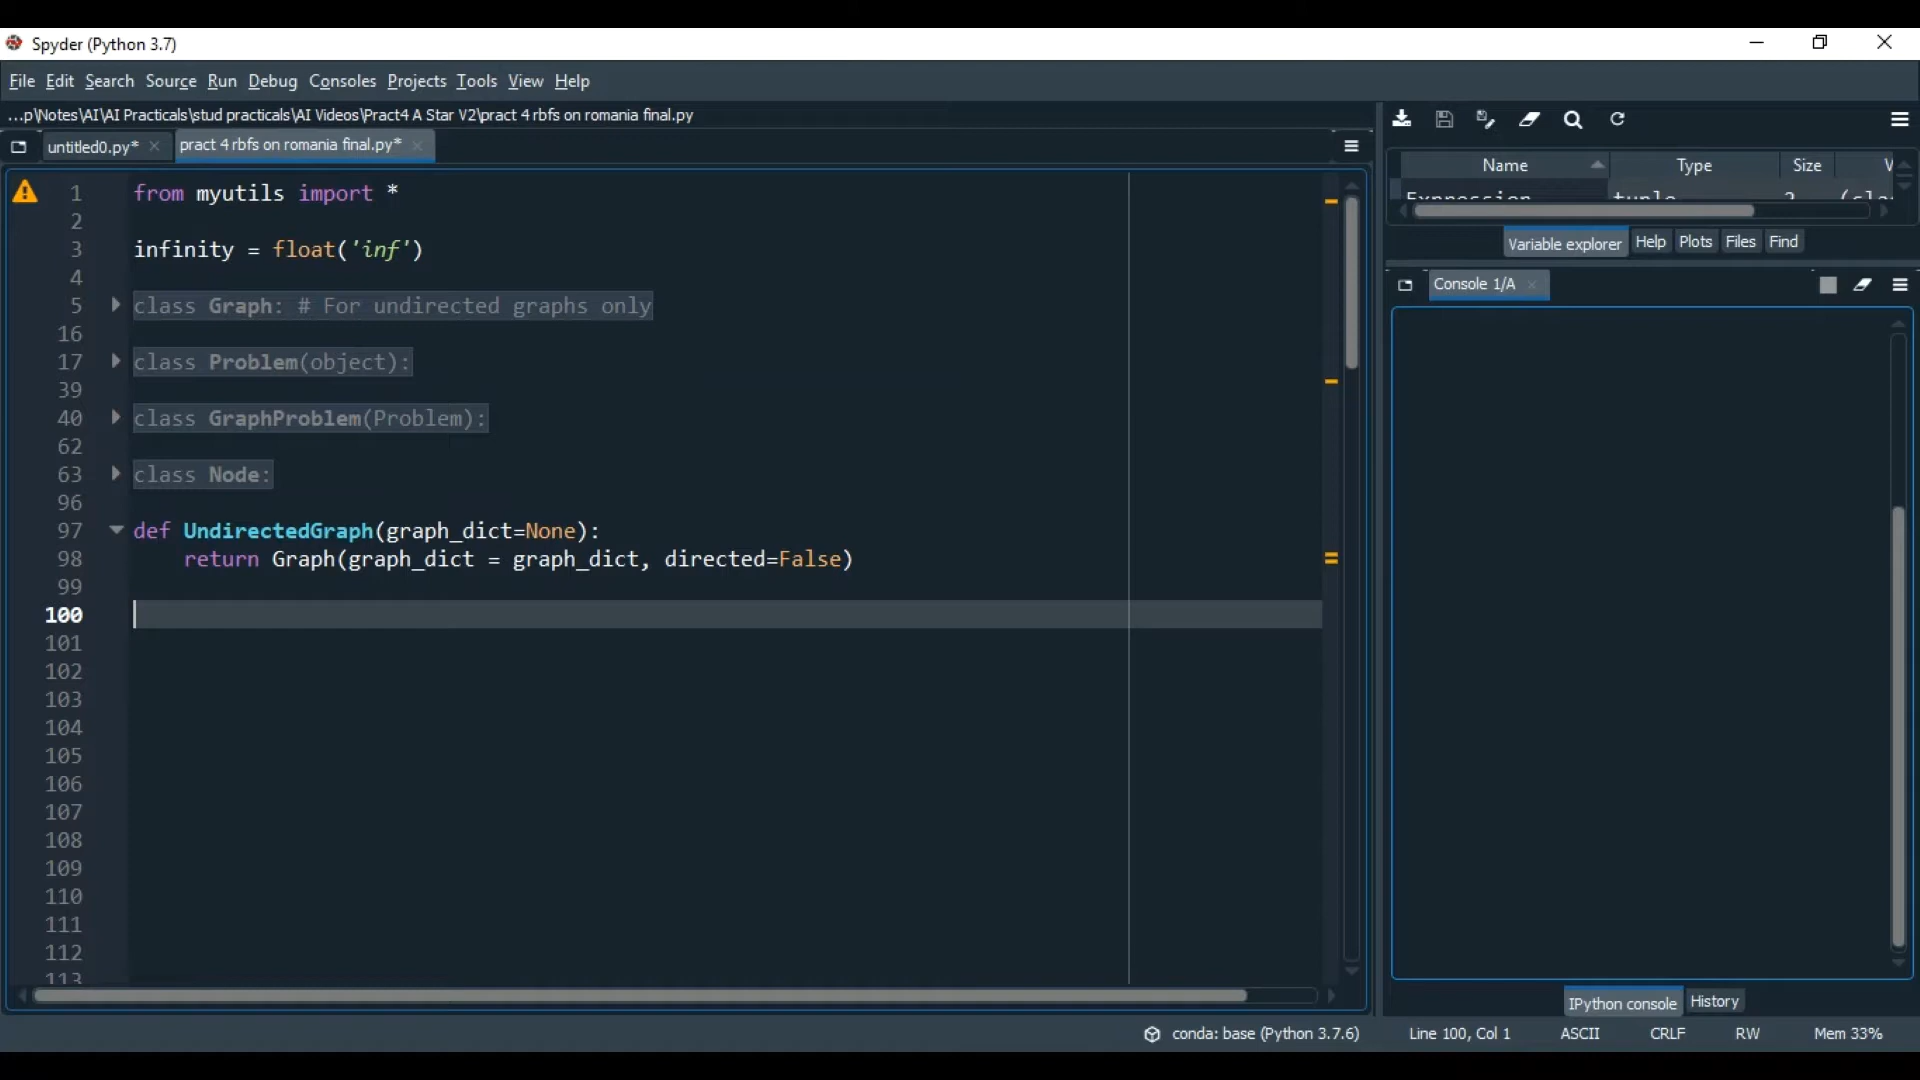 Spyder (Python 3.7)
File Edit Search Source Run Debug Consoles Projects Tools View Help
...p\Notes\AI\AI Practicals\stud practicals\AI Videos\Pract4 A Star V2\pract 4 rbfs on romania final.py
untitled0.py*
pract 4 rbfs on romania final.py*
1 from myutils import *
2
3 infinity = float('inf')
4
5 class Graph: # For undirected graphs only
16
17 class Problem(object):
39
40 class GraphProblem(Problem):
62
63 class Node:
96
97 def UndirectedGraph(graph_dict=None):
98 return Graph(graph_dict = graph_dict, directed=False)
99
100
101
102
103
104
105
106
107
108
109
110
111
112
113
Name Type Size V
Expression tuple 2 (cla
Variable explorer Help Plots Files Find
Console 1/A
IPython console History
conda: base (Python 3.7.6) Line 100, Col 1 ASCII CRLF RW Mem 33%